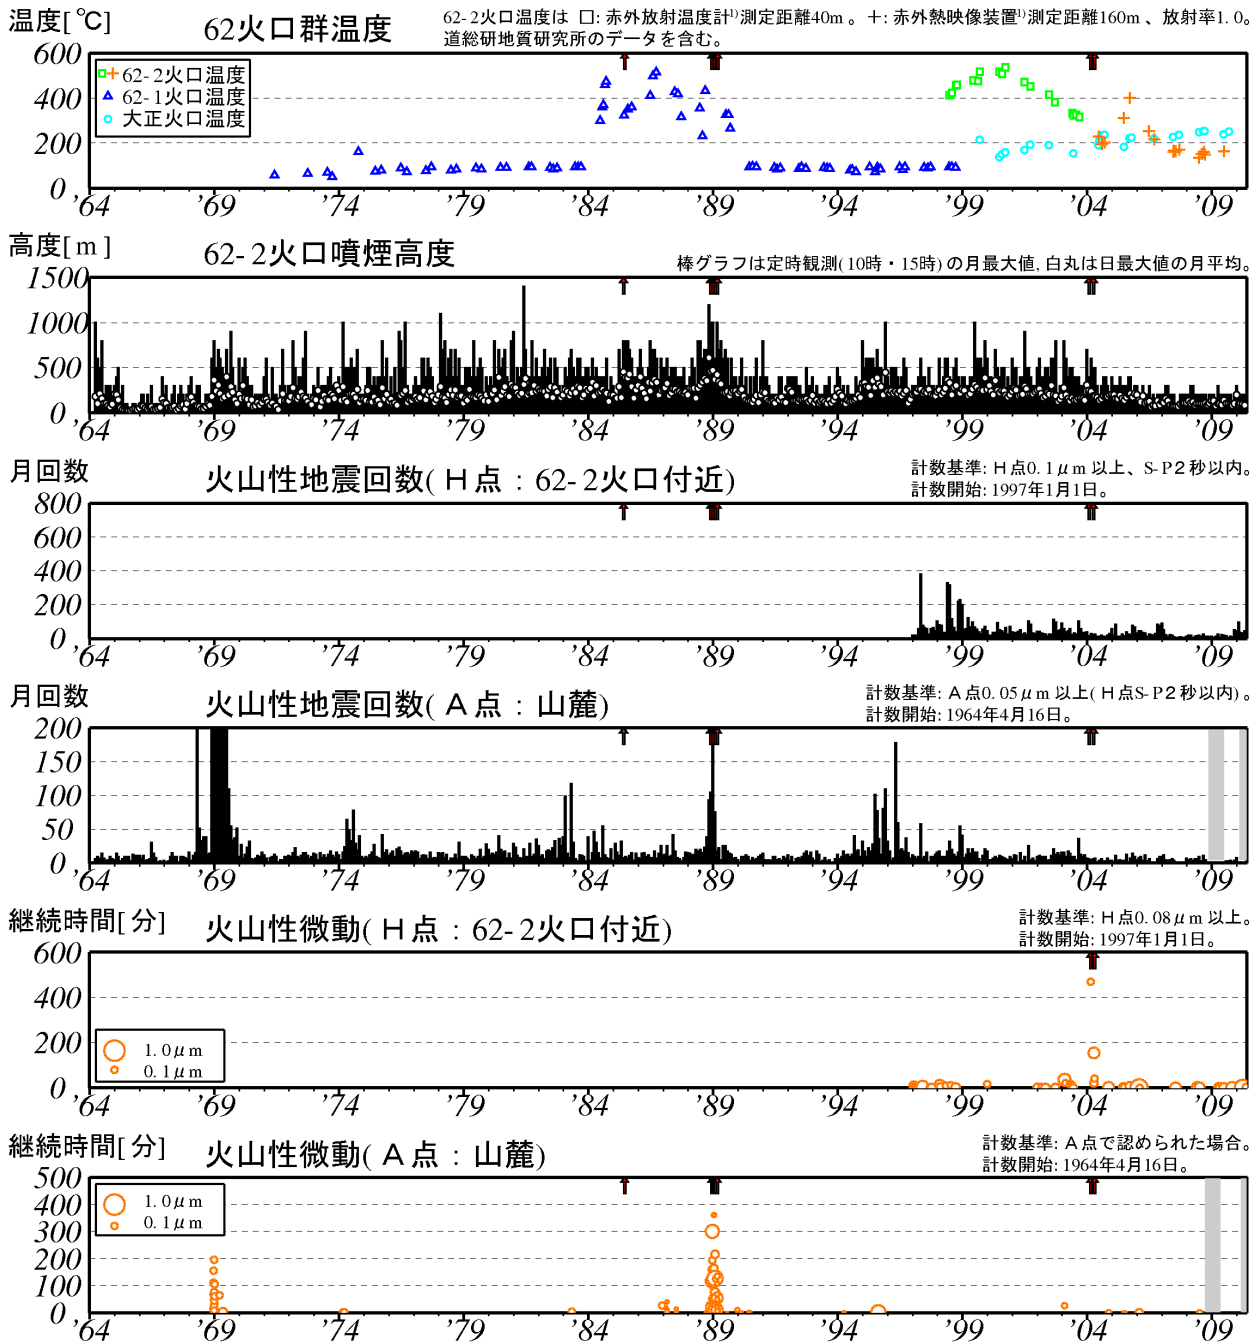 温度[℃]
62火口群温度
62-2火口温度は □: 赤外放射温度計1)測定距離40m 。 +: 赤外熱映像装置1)測定距離160m 、放射率1.0。
道総研地質研究所のデータを含む。
600
400
200
0
□+ 62-2火口温度
△ 62-1火口温度
○ 大正火口温度
'64 '69 '74 '79 '84 '89 '94 '99 '04 '09
高度[m]
62-2火口噴煙高度
棒グラフは定時観測(10時・15時)の月最大値, 白丸は日最大値の月平均。
1500
1000
500
0
'64 '69 '74 '79 '84 '89 '94 '99 '04 '09
月回数
火山性地震回数(H点：62-2火口付近)
計数基準: H点0.1μm以上、S-P2秒以内。
計数開始: 1997年1月1日。
800
600
400
200
0
'64 '69 '74 '79 '84 '89 '94 '99 '04 '09
月回数
火山性地震回数(A点：山麓)
計数基準: A点0.05μm以上(H点S-P2秒以内)。
計数開始: 1964年4月16日。
200
150
100
50
0
'64 '69 '74 '79 '84 '89 '94 '99 '04 '09
継続時間[分]
火山性微動(H点：62-2火口付近)
計数基準: H点0.08μm以上。
計数開始: 1997年1月1日。
600
400
200
0
1.0μm
0.1μm
'64 '69 '74 '79 '84 '89 '94 '99 '04 '09
継続時間[分]
火山性微動(A点：山麓)
計数基準: A点で認められた場合。
計数開始: 1964年4月16日。
500
400
300
200
100
0
1.0μm
0.1μm
'64 '69 '74 '79 '84 '89 '94 '99 '04 '09